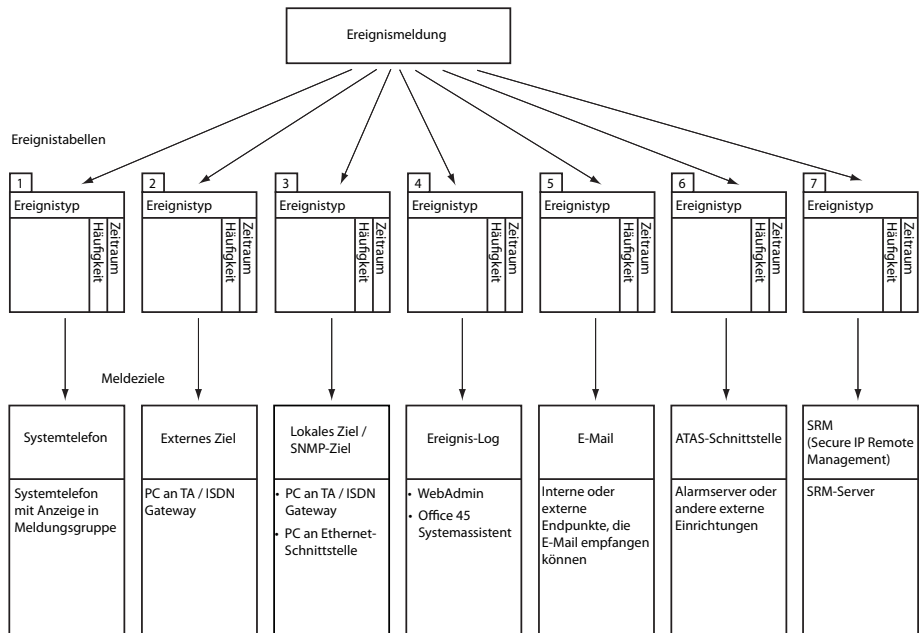 Ereignismeldung
Ereignistabellen
1
Ereignistyp
Häufigkeit
Zeitraum
2
Ereignistyp
Häufigkeit
Zeitraum
3
Ereignistyp
Häufigkeit
Zeitraum
4
Ereignistyp
Häufigkeit
Zeitraum
5
Ereignistyp
Häufigkeit
Zeitraum
6
Ereignistyp
Häufigkeit
Zeitraum
7
Ereignistyp
Häufigkeit
Zeitraum
Meldeziele
Systemtelefon
Systemtelefon
mit Anzeige in
Meldungsgruppe
Externes Ziel
PC an TA / ISDN
Gateway
Lokales Ziel /
SNMP-Ziel
• PC an TA / ISDN
Gateway
• PC an Ethernet-
Schnittstelle
Ereignis-Log
• WebAdmin
• Office 45
Systemassistent
E-Mail
Interne oder
externe
Endpunkte, die
E-Mail empfangen
können
ATAS-Schnittstelle
Alarmserver oder
andere externe
Einrichtungen
SRM
(Secure IP Remote
Management)
SRM-Server